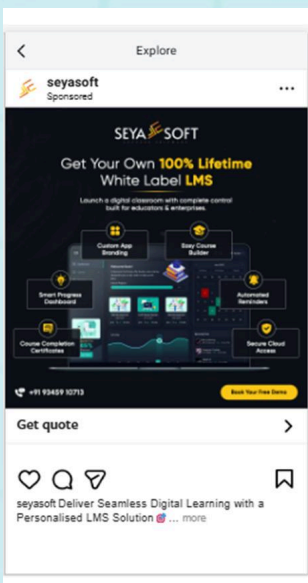 Explore
seyasoft
Sponsored
SEYA SOFT
Get Your Own 100% Lifetime
White Label LMS
Launch a digital classroom with complete control
built for educators & enterprises.
Custom App
Branding
Easy Course
Builder
Smart Progress
Dashboard
Automated
Reminders
Course Completion
Certificates
Secure Cloud
Access
+91 93459 10713
Book Your Free Demo
Get quote
seyasoft Deliver Seamless Digital Learning with a
Personalised LMS Solution ... more